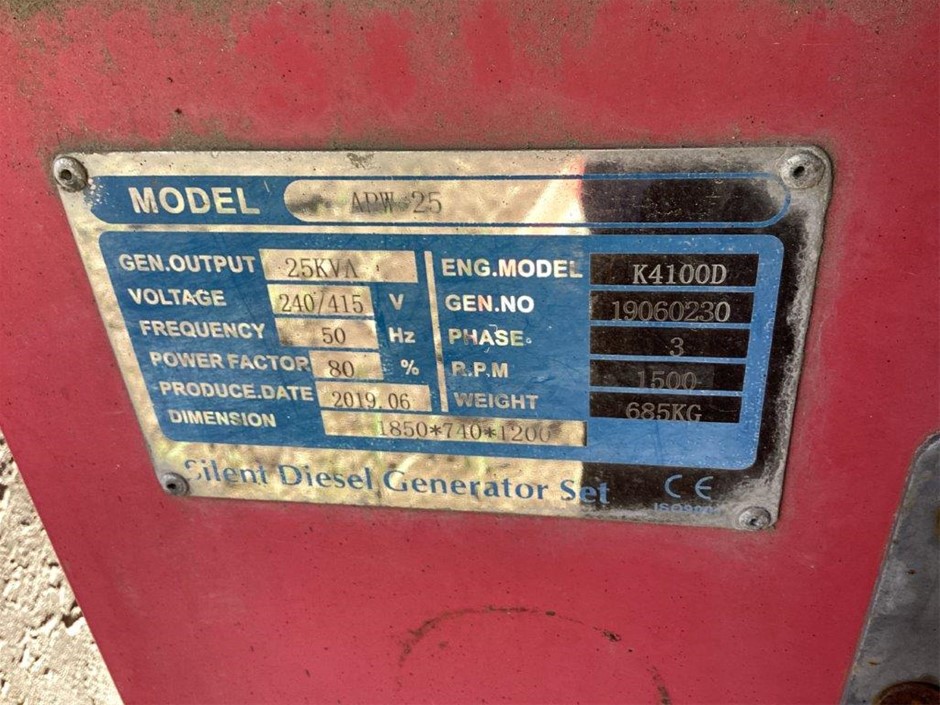 MODEL APW 25
GEN.OUTPUT 25KVA
VOLTAGE 240/415 V
FREQUENCY 50 Hz
POWER FACTOR 80 %
PRODUCE.DATE 2019.06
DIMENSION 1850*740*1200
ENG.MODEL K4100D
GEN.NO 19060230
PHASE 3
R.P.M 1500
WEIGHT 685KG
Silent Diesel Generator Set
CE